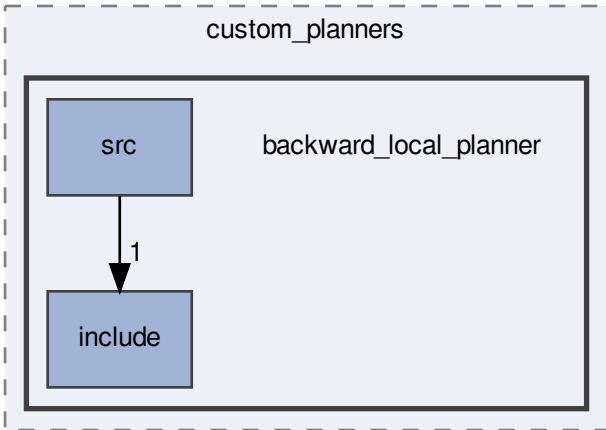 custom_planners
src
backward_local_planner
1
include